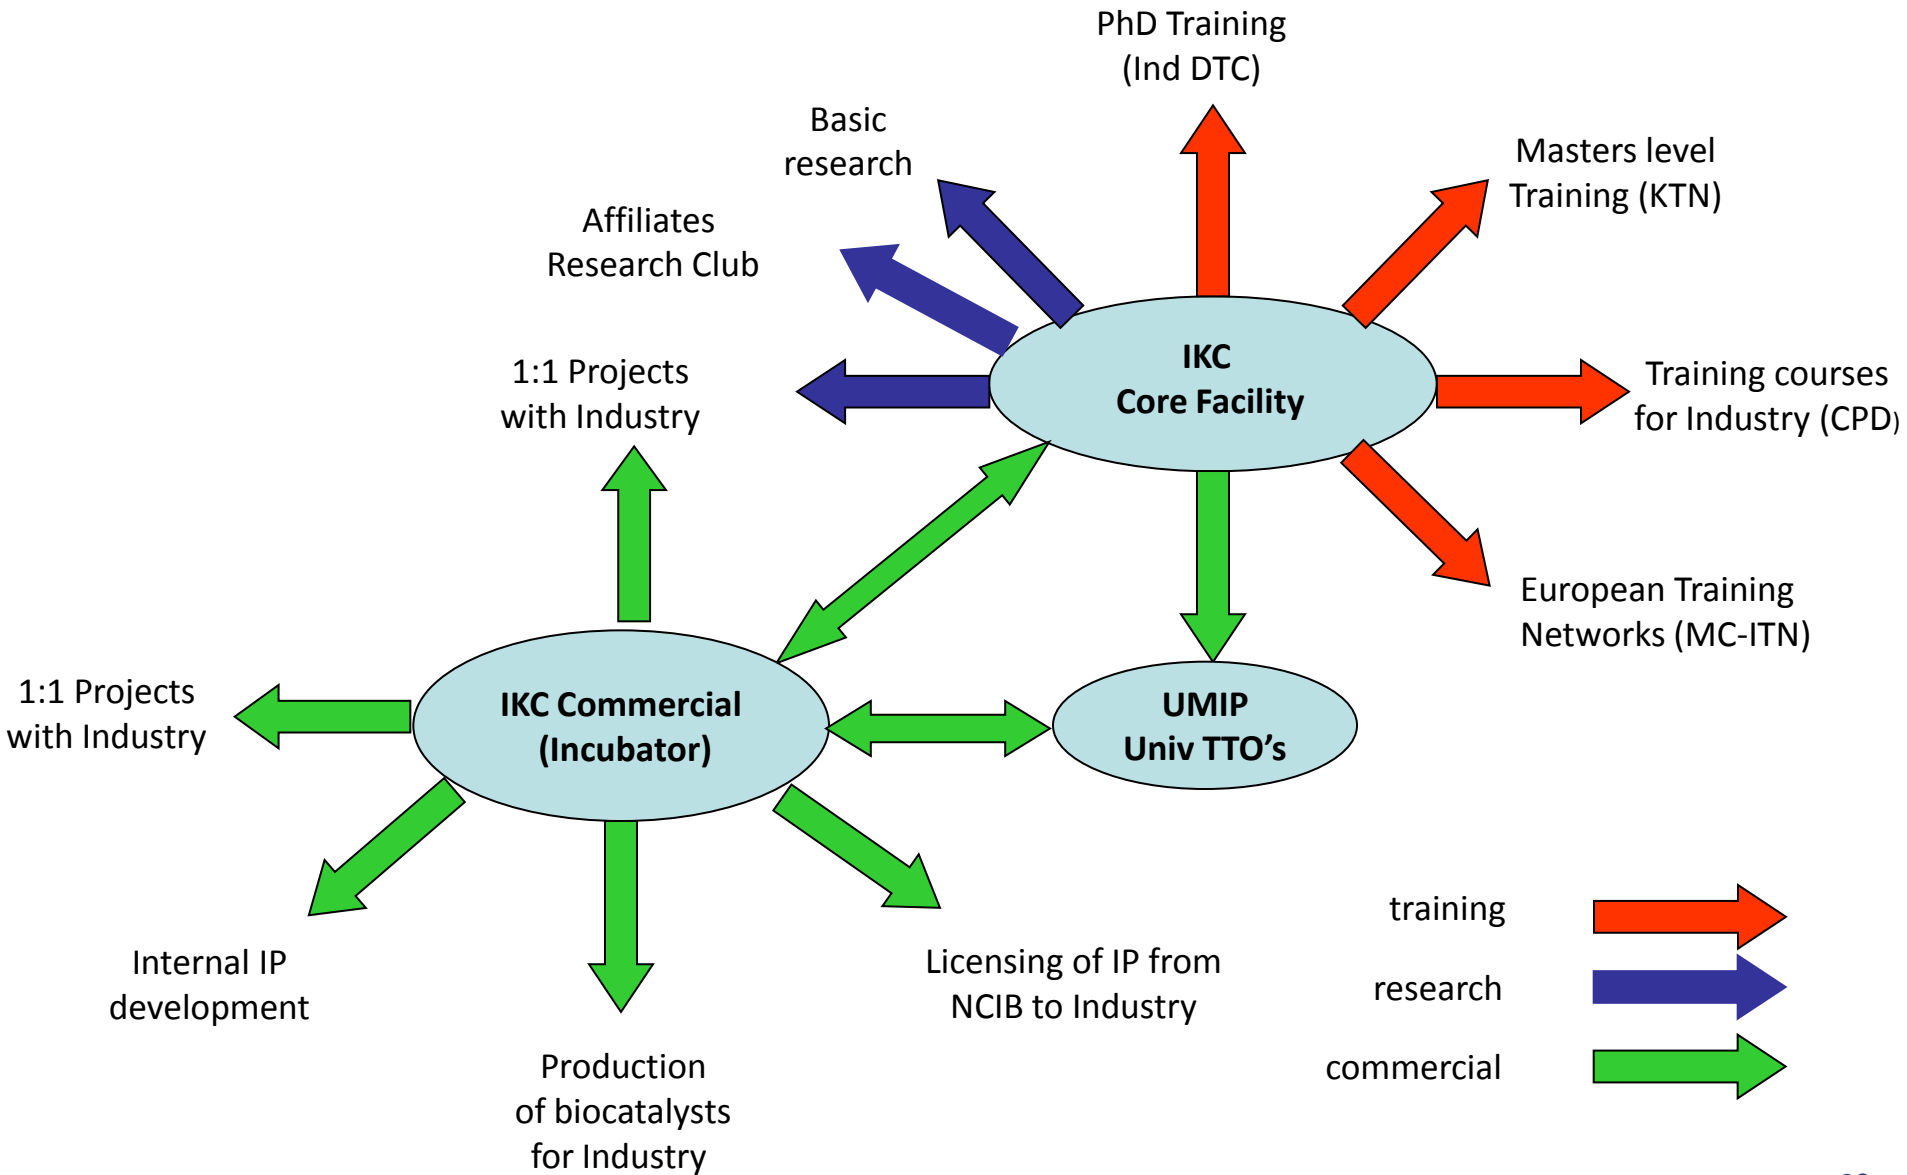 PhD Training
(Ind DTC)
Basic
research
Masters level
Training (KTN)
Affiliates
Research Club
IKC
Core Facility
1:1 Projects
with Industry
Training courses
for Industry (CPD)
European Training
Networks (MC-ITN)
1:1 Projects
with Industry
IKC Commercial
(Incubator)
UMIP
Univ TTO's
Internal IP
development
Licensing of IP from
NCIB to Industry
Production
of biocatalysts
for Industry
training
research
commercial